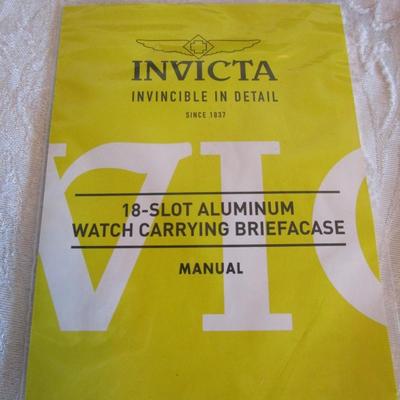 INVICTA
INVINCIBLE IN DETAIL
SINCE 1837
VIC
18-SLOT ALUMINUM
WATCH CARRYING BRIEFACASE
MANUAL